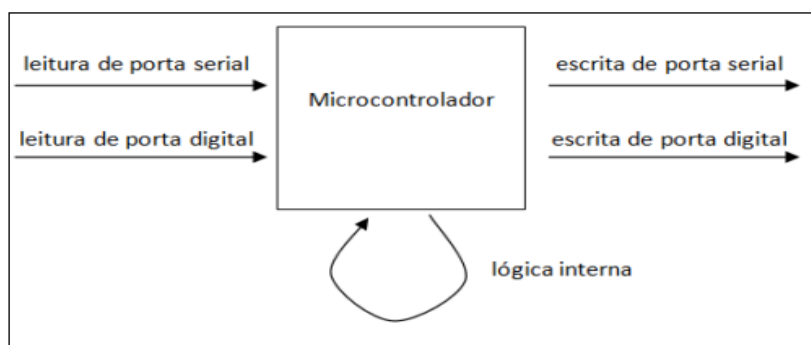 leitura de porta serial
leitura de porta digital
Microcontrolador
escrita de porta serial
escrita de porta digital
lógica interna